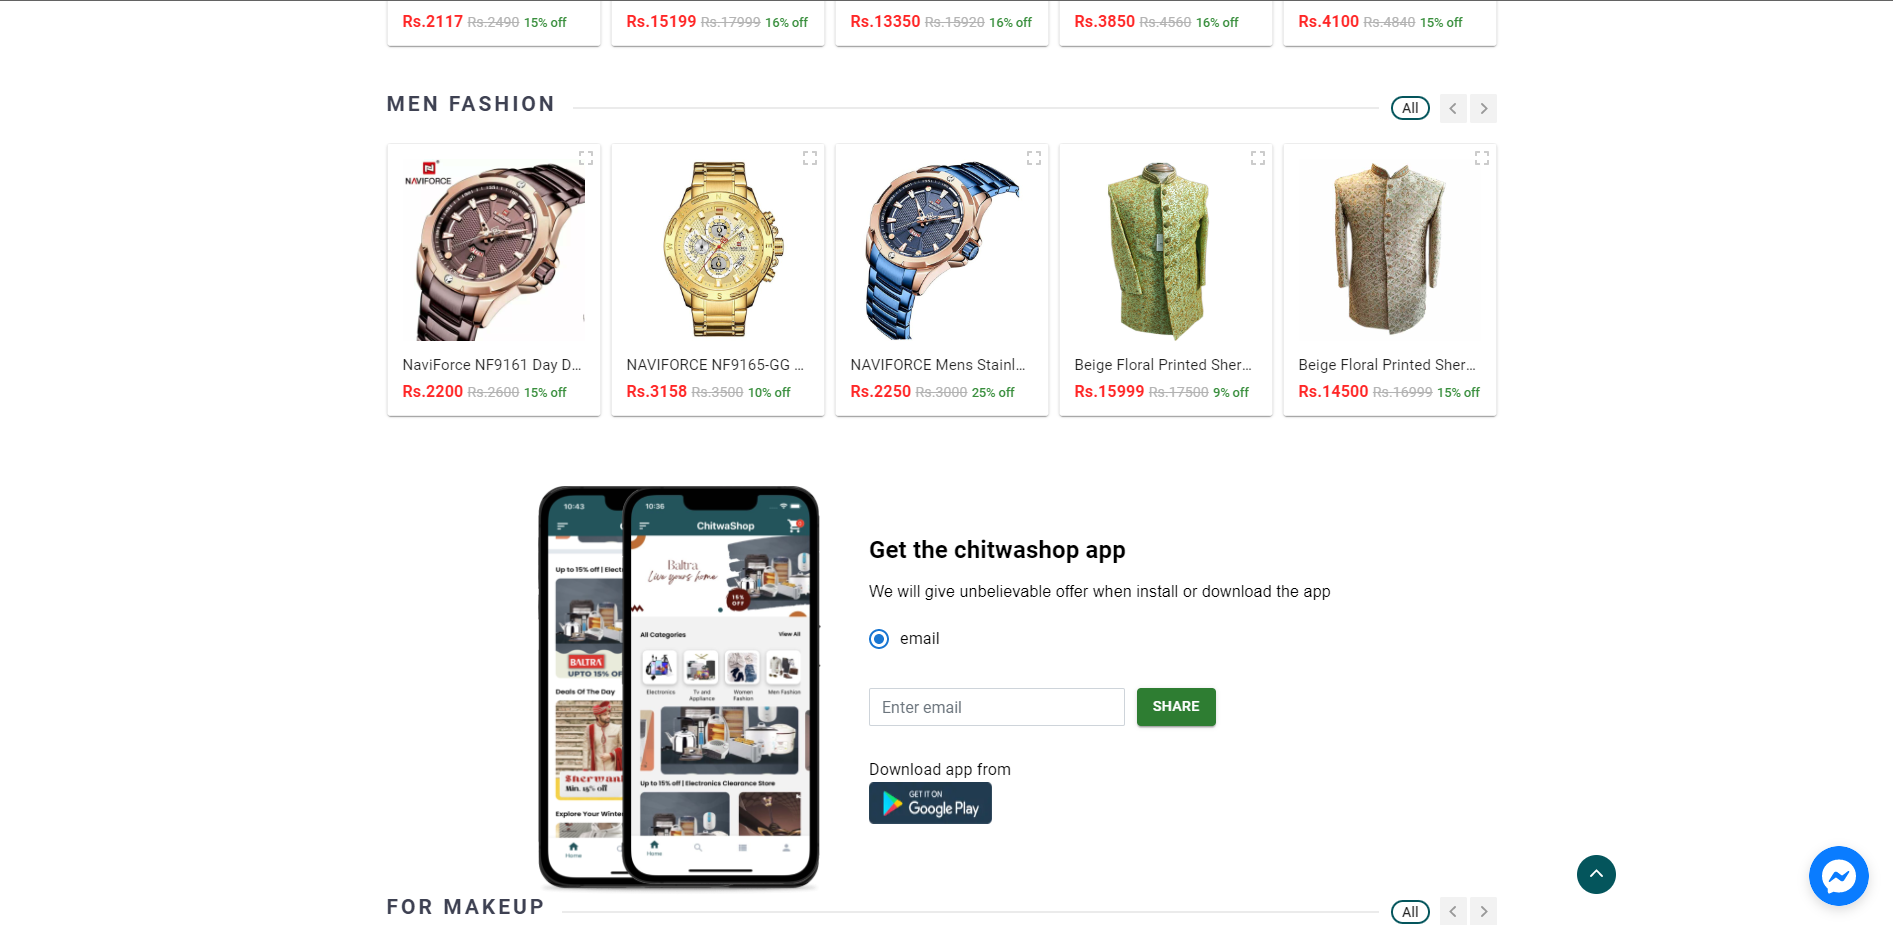 Rs.2117 Rs.2490 15% off
Rs.15199 Rs.17999 16% off
Rs.13350 Rs.15920 16% off
Rs.3850 Rs.4560 16% off
Rs.4100 Rs.4840 15% off
MEN FASHION
All
NAVIFORCE
NaviForce NF9161 Day D...
Rs.2200 Rs.2600 15% off
NAVIFORCE NF9165-GG ...
Rs.3158 Rs.3500 10% off
NAVIFORCE Mens Stainl...
Rs.2250 Rs.3000 25% off
Beige Floral Printed Sher...
Rs.15999 Rs.17500 9% off
Beige Floral Printed Sher...
Rs.14500 Rs.16999 15% off
10:43
Up to 15% off | Elect
BALTRA
UPTO 15% OF
Deals Of The Day
Sherwani
Min. 15% off
Explore Your Winter
Home
10:36
ChitwaShop
Baltra
Live yours home
15%
OFF
All Categories View All
Electronics
Tv and
Appliance
Women
Fashion
Men Fashion
Up to 15% off | Electronics Clearance Store
Home
Get the chitwashop app
We will give unbelievable offer when install or download the app
email
Enter email
SHARE
Download app from
GET IT ON
Google Play
FOR MAKEUP
All